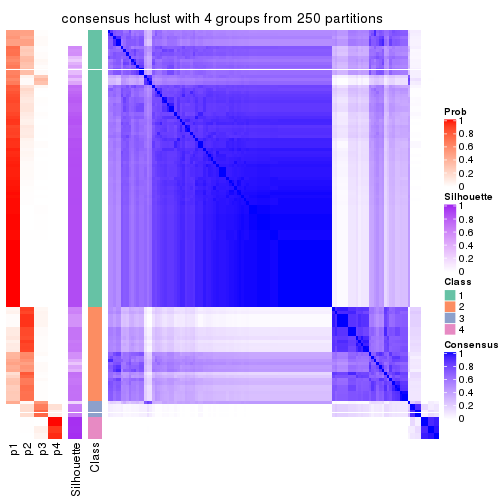 consensus hclust with 4 groups from 250 partitions
Prob
1
0.8
0.6
0.4
0.2
0
Silhouette
1
0.8
0.6
0.4
0.2
0
Class
1
2
3
4
Consensus
1
0.8
0.6
0.4
0.2
0
p1
p2
p3
p4
Silhouette
Class